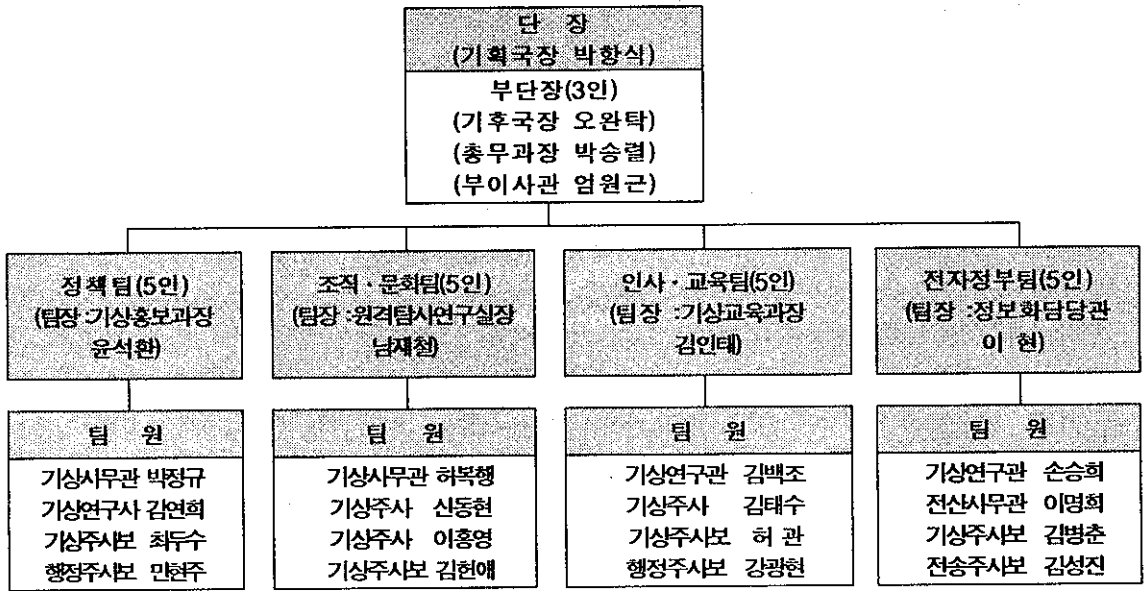 단 장
(기획국장 박항식)
부단장(3인)
(기후국장 오완탁)
(총무과장 박승렬)
(부이사관 엄원근)
정책팀(5인)
(팀장 :기상홍보과장
윤석환)
조직 · 문화팀(5인)
(팀장 :원격탐사연구실장
남재철)
인사 · 교육팀(5인)
(팀장 :기상교육과장
김인태)
전자정부팀(5인)
(팀장 :정보화담당관
이 현)
팀 원
기상사무관 박정규
기상연구사 김연희
기상주사보 최두수
행정주사보 민현주
팀 원
기상사무관 허복행
기상주사 신동현
기상주사 이홍영
기상주사보 김헌애
팀 원
기상연구관 김백조
기상주사 김태수
기상주사보 허 관
행정주사보 강광현
팀 원
기상연구관 손승희
전산사무관 이명희
기상주사보 김병춘
전송주사보 김성진